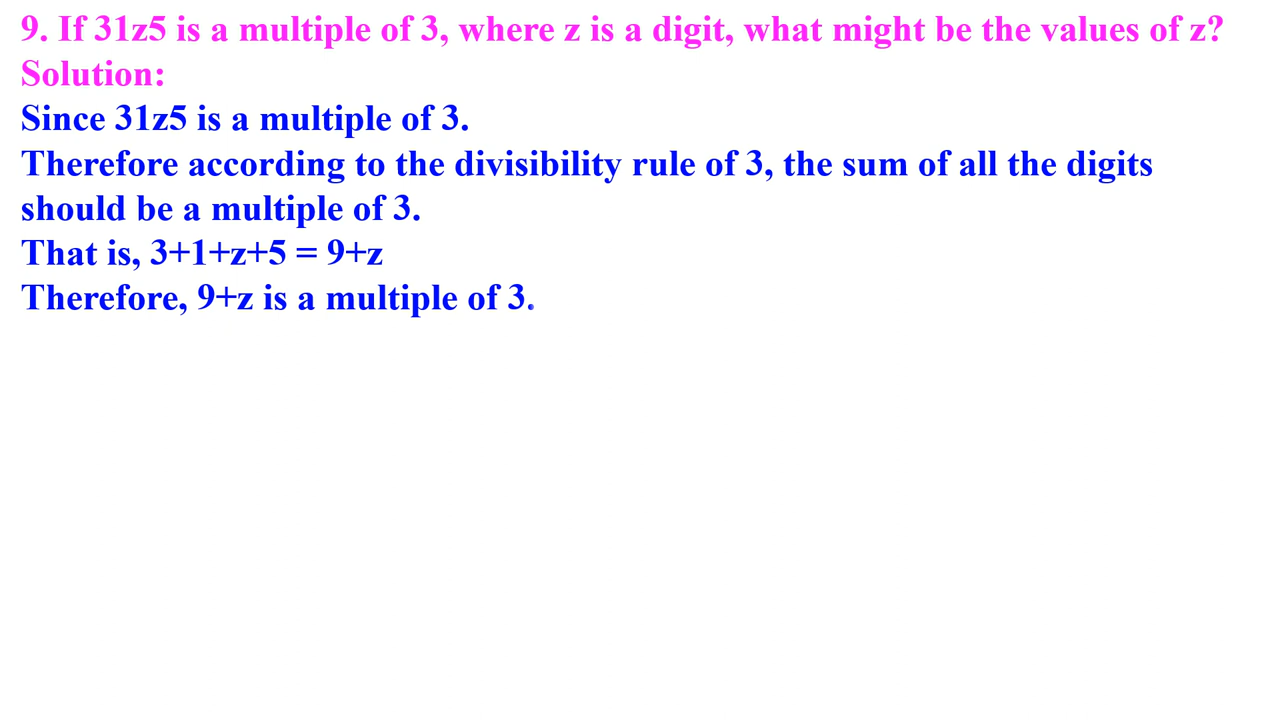 9. If 31z5 is a multiple of 3, where z is a digit, what might be the values of z?
Solution:
Since 31z5 is a multiple of 3.
Therefore according to the divisibility rule of 3, the sum of all the digits
should be a multiple of 3.
That is, 3+1+z+5 = 9+z
Therefore, 9+z is a multiple of 3.